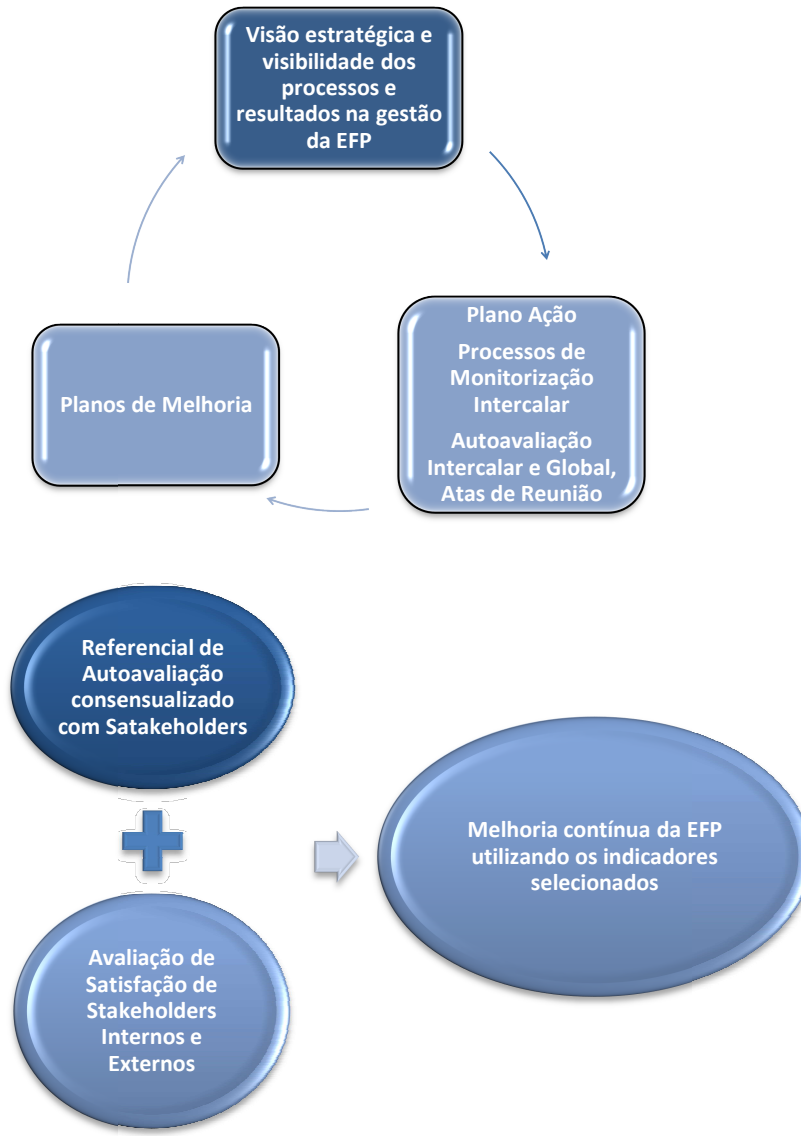 Visão estratégica e
visibilidade dos
processos e
resultados na gestão
da EFP
Plano Ação
Processos de
Monitorização
Intercalar
Autoavaliação
Intercalar e Global,
Atas de Reunião
Planos de Melhoria
Referencial de
Autoavaliação
consensualizado
com Satakeholders
Avaliação de
Satisfação de
Stakeholders
Internos e
Externos
Melhoria contínua da EFP
utilizando os indicadores
selecionados